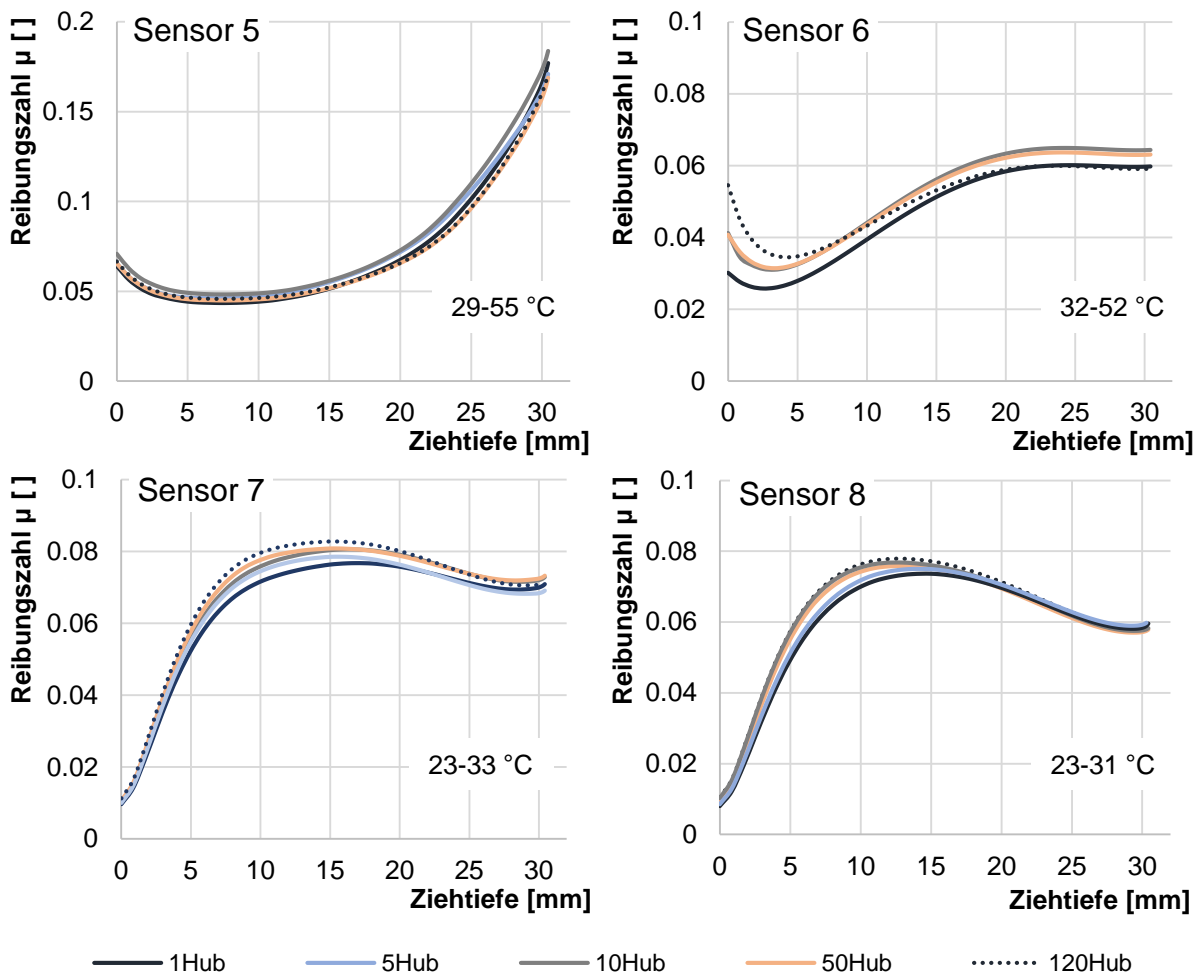 Sensor 5
Reibungszahl µ [ ]
0.2
0.15
0.1
0.05
0
0 5 10 15 20 25 30
Ziehtiefe [mm]
29-55 °C
Sensor 6
Reibungszahl µ [ ]
0.1
0.08
0.06
0.04
0.02
0
0 5 10 15 20 25 30
Ziehtiefe [mm]
32-52 °C
Sensor 7
Reibungszahl µ [ ]
0.1
0.08
0.06
0.04
0.02
0
0 5 10 15 20 25 30
Ziehtiefe [mm]
23-33 °C
Sensor 8
Reibungszahl µ [ ]
0.1
0.08
0.06
0.04
0.02
0
0 5 10 15 20 25 30
Ziehtiefe [mm]
23-31 °C
1Hub 5Hub 10Hub 50Hub 120Hub